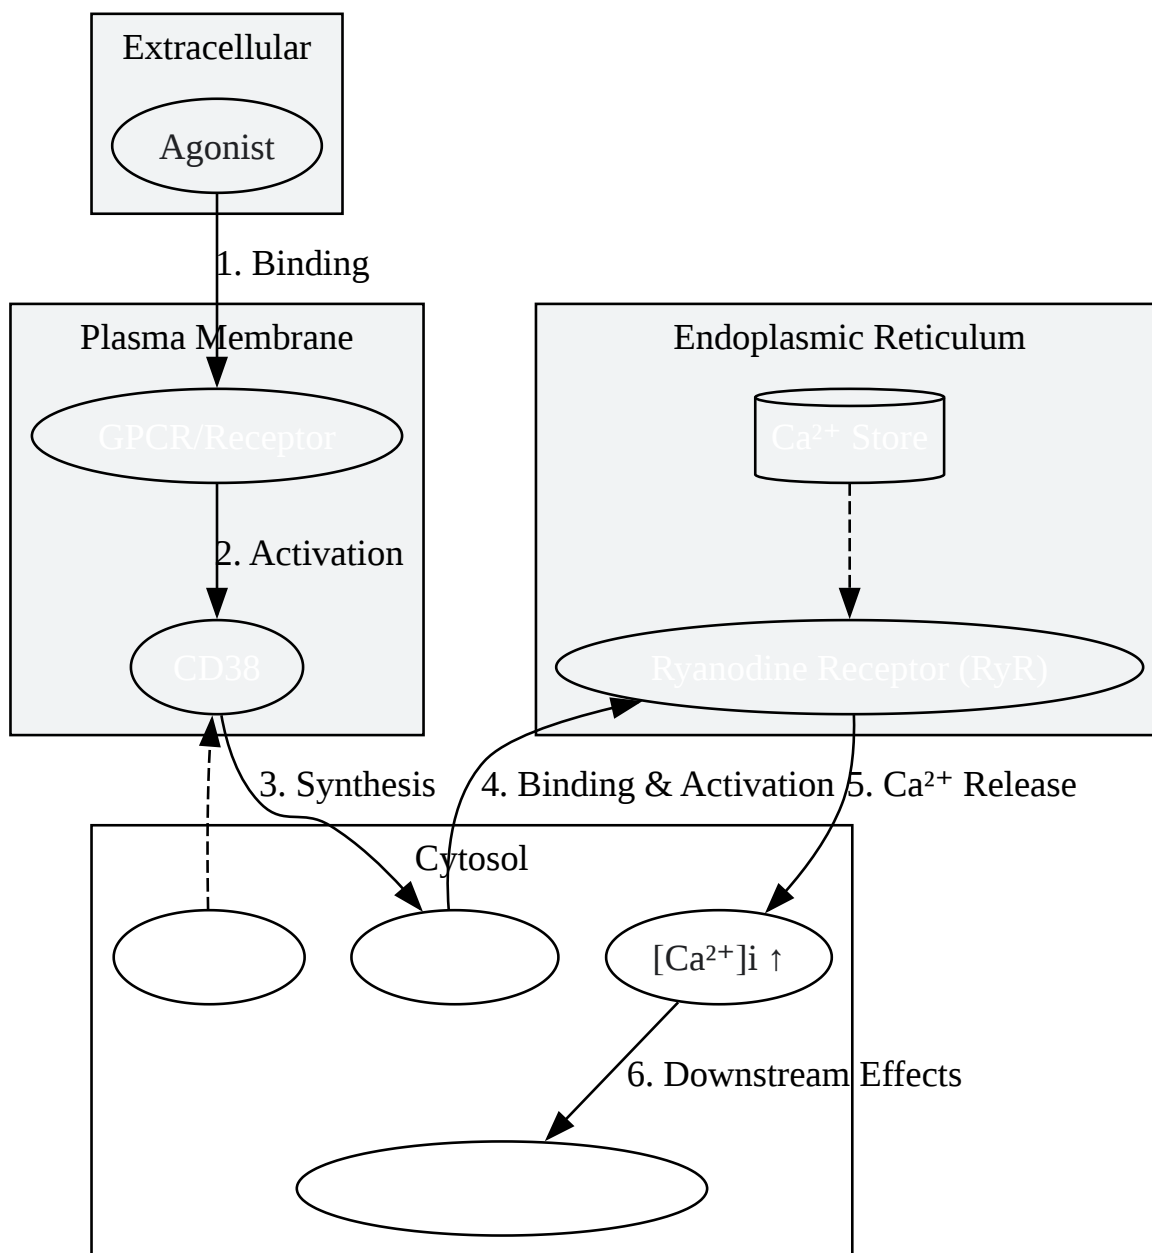 Extracellular
Agonist
1. Binding
Plasma Membrane
Endoplasmic Reticulum
GPCR/Receptor
Ca²⁺ Store
2. Activation
CD38
Ryanodine Receptor (RyR)
3. Synthesis
4. Binding & Activation
5. Ca²⁺ Release
Cytosol
[Ca²⁺]i ↑
6. Downstream Effects